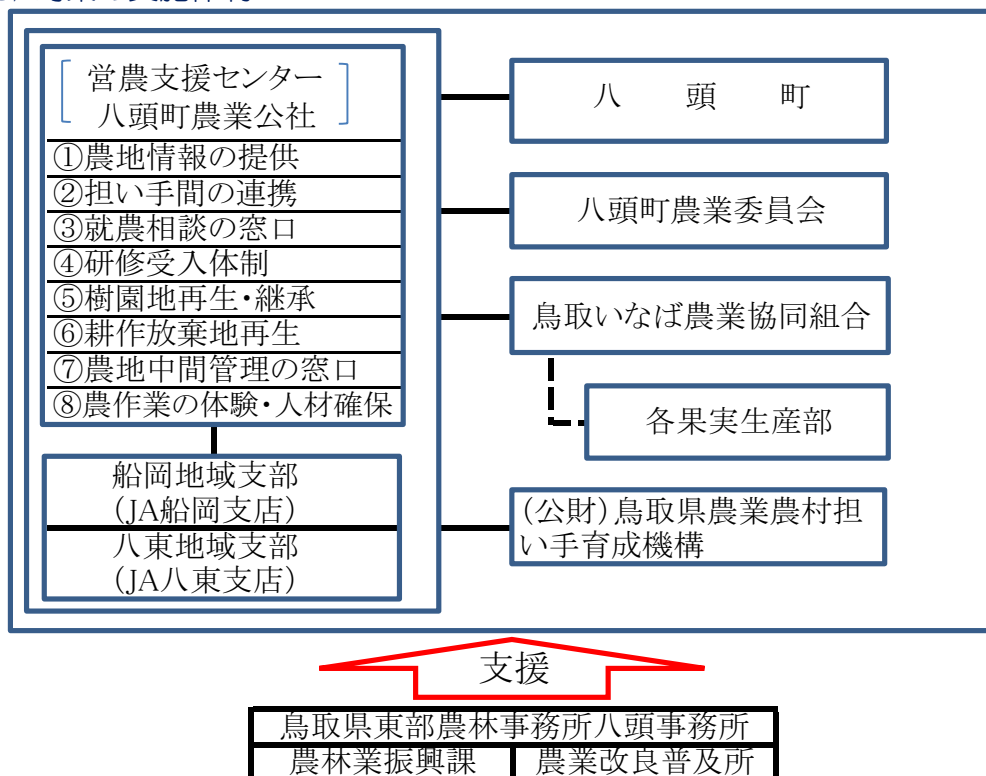 営農支援センター
八頭町農業公社
①農地情報の提供
②担い手間の連携
③就農相談の窓口
④研修受入体制
⑤樹園地再生・継承
⑥耕作放棄地再生
⑦農地中間管理の窓口
⑧農作業の体験・人材確保
船岡地域支部
(JA船岡支店)
八東地域支部
(JA八東支店)
八　頭　町
八頭町農業委員会
鳥取いなば農業協同組合
各果実生産部
(公財)鳥取県農業農村担
い手育成機構
支援
鳥取県東部農林事務所八頭事務所
農林業振興課
農業改良普及所